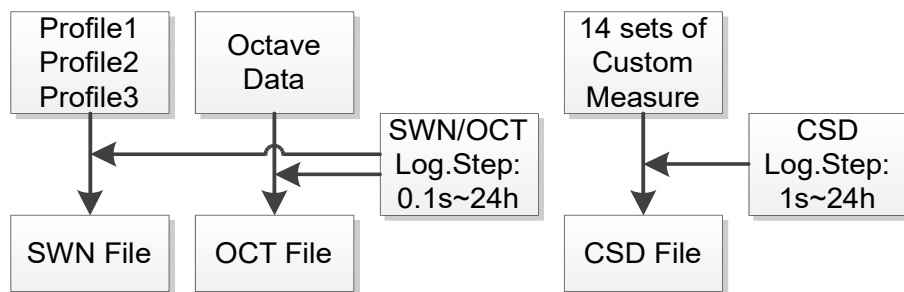 Profile1
Profile2
Profile3
Octave
Data
14 sets of
Custom
Measure
SWN/OCT
Log.Step:
0.1s~24h
CSD
Log.Step:
1s~24h
SWN File
OCT File
CSD File